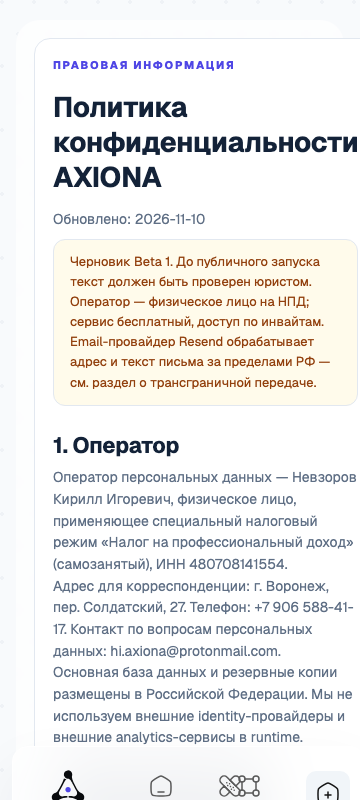 ПРАВОВАЯ ИНФОРМАЦИЯ
Политика
конфиденциальности
AXIONA
Обновлено: 2026-11-10
Черновик Beta 1. До публичного запуска
текст должен быть проверен юристом.
Оператор — физическое лицо на НПД;
сервис бесплатный, доступ по инвайтам.
Email-провайдер Resend обрабатывает
адрес и текст письма за пределами РФ —
см. раздел о трансграничной передаче.
1. Оператор
Оператор персональных данных — Невзоров
Кирилл Игоревич, физическое лицо,
применяющее специальный налоговый
режим «Налог на профессиональный доход»
(самозанятый), ИНН 480708141554.
Адрес для корреспонденции: г. Воронеж,
пер. Солдатский, 27. Телефон: +7 906 588-41-
17. Контакт по вопросам персональных
данных: hi.axiona@protonmail.com.
Основная база данных и резервные копии
размещены в Российской Федерации. Мы не
используем внешние identity-провайдеры и
внешние analytics-сервисы в runtime.